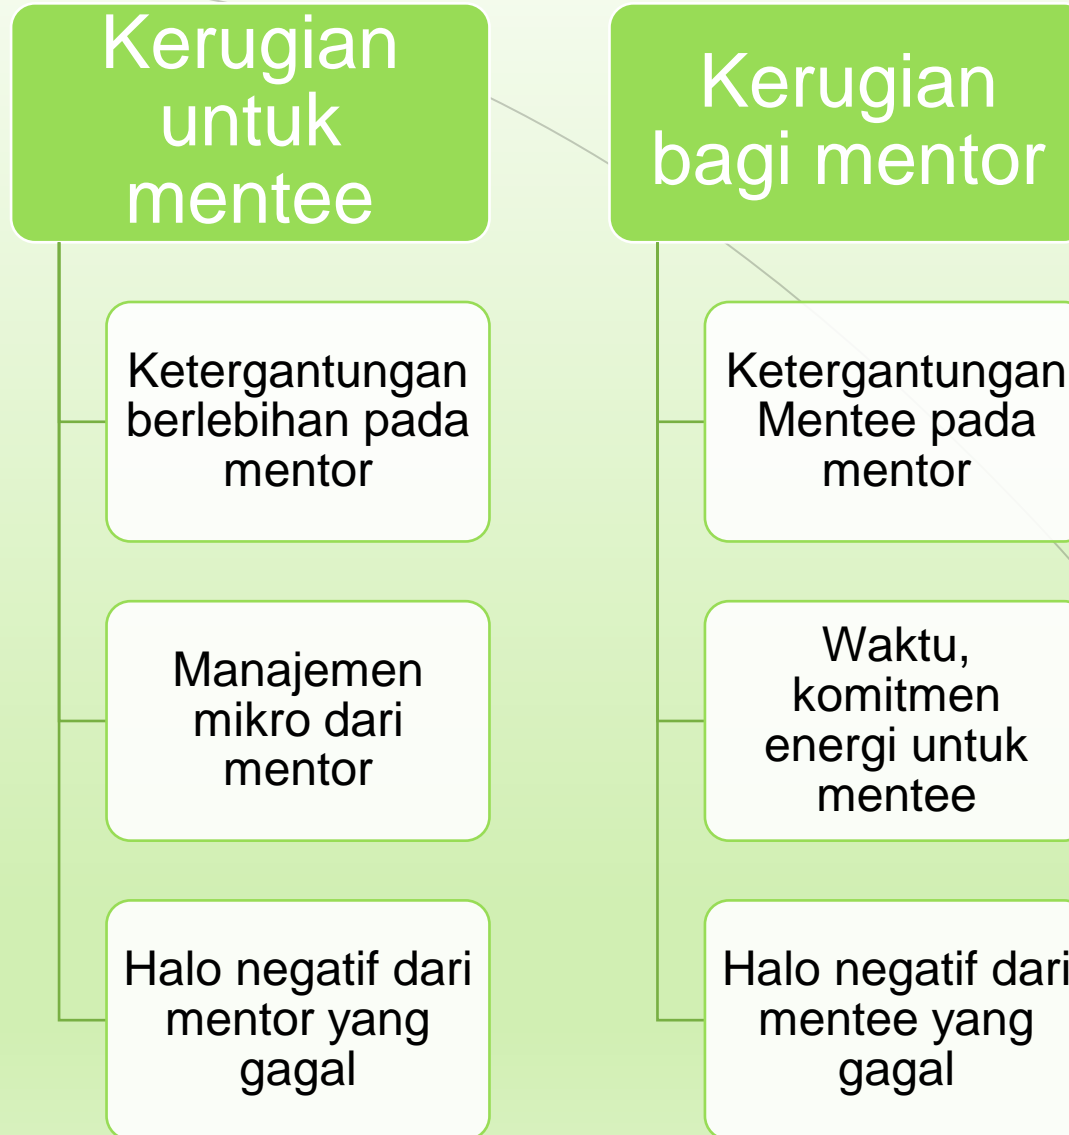 Kerugian
untuk
mentee
Ketergantungan
berlebihan pada
mentor
Manajemen
mikro dari
mentor
Halo negatif dari
mentor yang
gagal
Kerugian
bagi mentor
Ketergantungan
Mentee pada
mentor
Waktu,
komitmen
energi untuk
mentee
Halo negatif dari
mentee yang
gagal